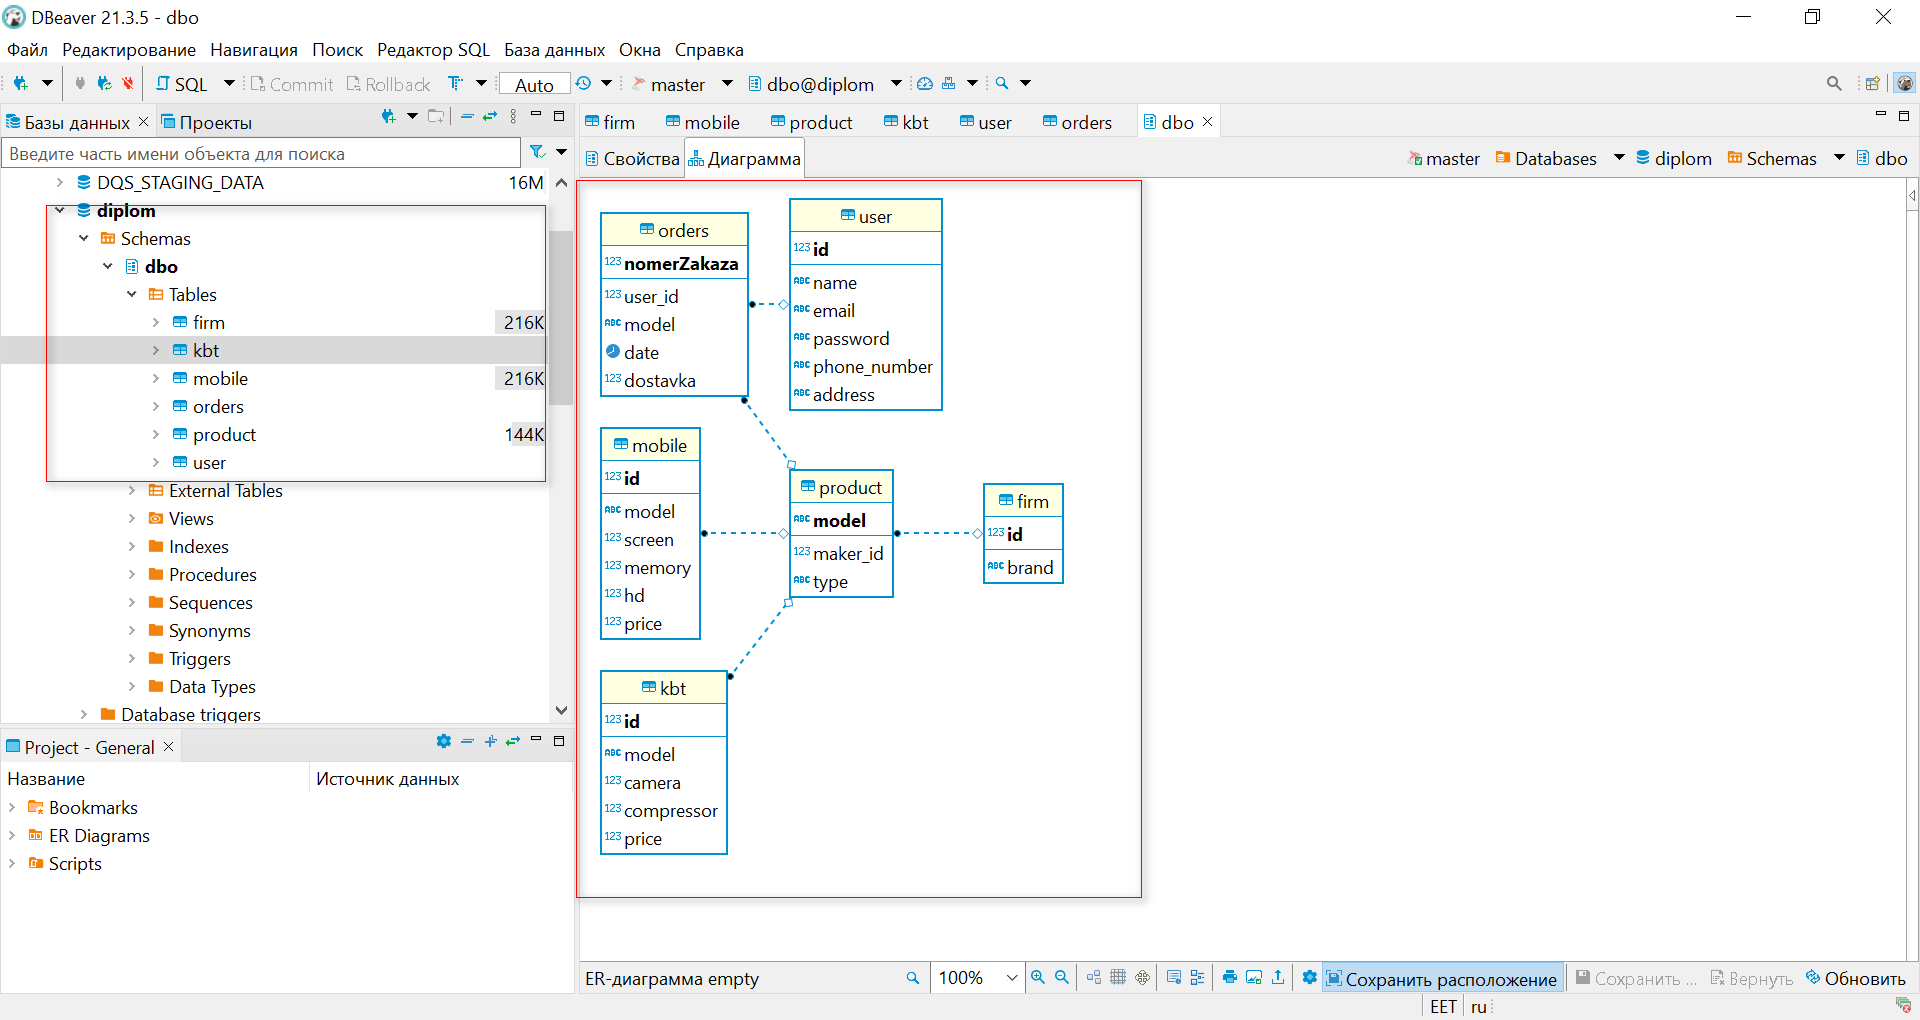 DBeaver 21.3.5 - dbo
Файл Редактирование Навигация Поиск Редактор SQL База данных Окна Справка
SQL Commit Rollback Auto master dbo@diplom
Базы данных Проекты
Введите часть имени объекта для поиска
DQS_STAGING_DATA 16M
diplom
Schemas
dbo
Tables
firm 216K
kbt
mobile 216K
orders
product 144K
user
External Tables
Views
Indexes
Procedures
Sequences
Synonyms
Triggers
Data Types
Database triggers
Project - General
Название Источник данных
Bookmarks
ER Diagrams
Scripts
firm mobile product kbt user orders dbo
Свойства Диаграмма master Databases diplom Schemas dbo
orders
123 nomerZakaza
123 user_id
ABC model
date
123 dostavka
user
123 id
ABC name
ABC email
ABC password
ABC phone_number
ABC address
mobile
123 id
ABC model
123 screen
123 memory
123 hd
123 price
product
ABC model
123 maker_id
ABC type
firm
123 id
ABC brand
kbt
123 id
ABC model
123 camera
123 compressor
123 price
ER-диаграмма empty 100% Сохранить расположение Сохранить ... Вернуть Обновить
EET ru